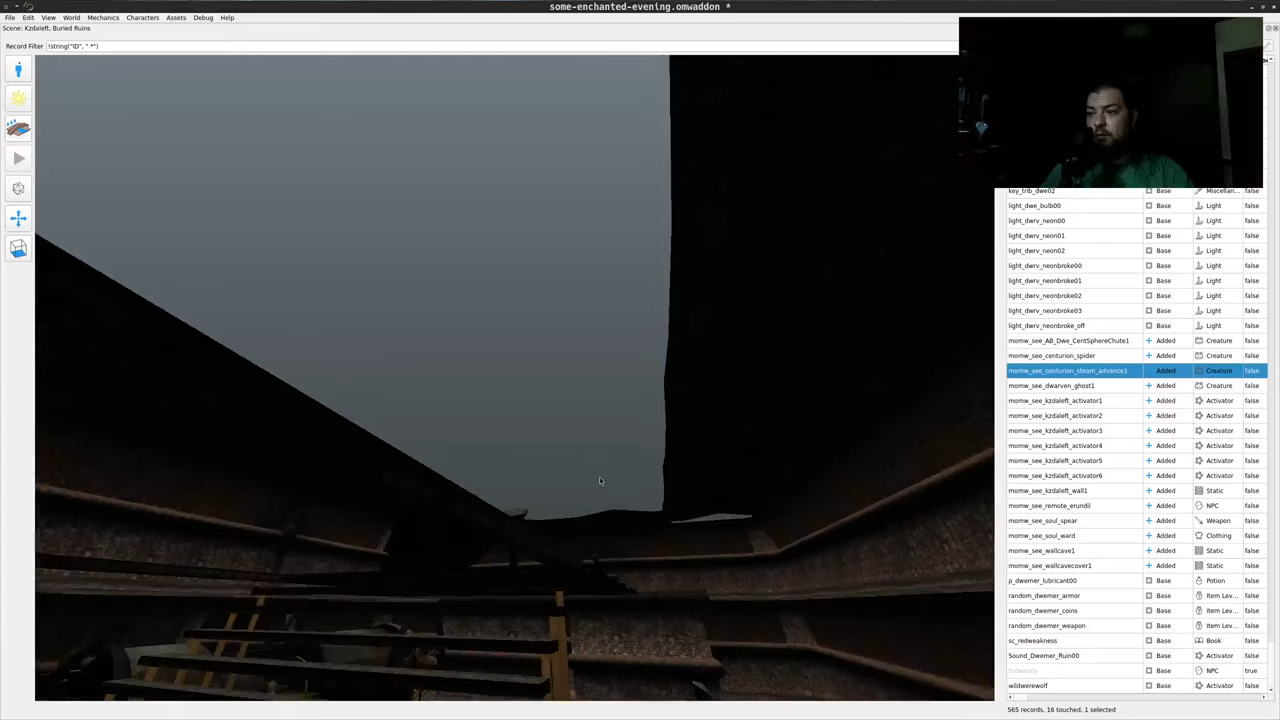 some-enchanted-evening.omwaddon *
File Edit View World Mechanisms Characters Assets Debug Help
Scene: Kzdaleft, Buried Ruins
Record Filter !string("ID", ".*")
key_trib_dwe02 Base Miscellan... false
light_dwe_bulb00 Base Light false
light_dwrv_neon00 Base Light false
light_dwrv_neon01 Base Light false
light_dwrv_neon02 Base Light false
light_dwrv_neonbroke00 Base Light false
light_dwrv_neonbroke01 Base Light false
light_dwrv_neonbroke02 Base Light false
light_dwrv_neonbroke03 Base Light false
light_dwrv_neonbroke_off Base Light false
momw_see_AB_Dwe_CentSphereChute1 Added Creature false
momw_see_centurion_spider Added Creature false
momw_see_centurion_steam_advance1 Added Creature false
momw_see_dwarven_ghost1 Added Creature false
momw_see_kzdaleft_activator1 Added Activator false
momw_see_kzdaleft_activator2 Added Activator false
momw_see_kzdaleft_activator3 Added Activator false
momw_see_kzdaleft_activator4 Added Activator false
momw_see_kzdaleft_activator5 Added Activator false
momw_see_kzdaleft_activator6 Added Activator false
momw_see_kzdaleft_wall1 Added Static false
momw_see_remote_erundil Added NPC false
momw_see_soul_spear Added Weapon false
momw_see_soul_ward Added Clothing false
momw_see_wallcave1 Added Static false
momw_see_wallcavecover1 Added Static false
p_dwemer_lubricant00 Base Potion false
random_dwemer_armor Base Item Lev... false
random_dwemer_coins Base Item Lev... false
random_dwemer_weapon Base Item Lev... false
sc_redweakness Base Book false
Sound_Dwemer_Ruin00 Base Activator false
Base NPC true
wildwerewolf Base Activator false
565 records, 16 touched, 1 selected